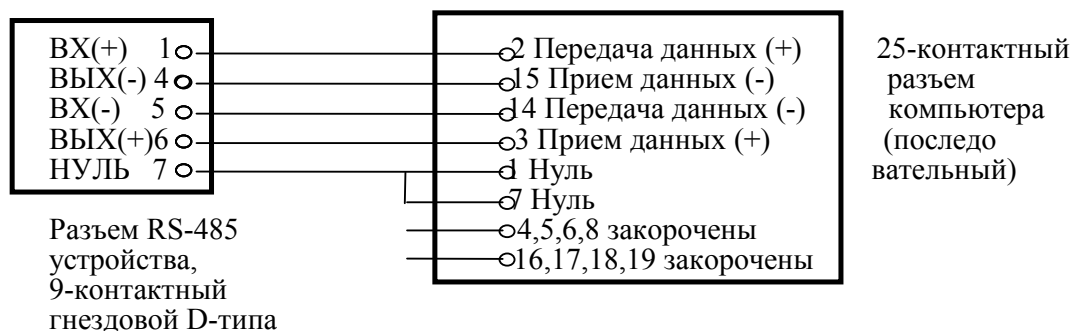 ВХ(+) 1
ВЫХ(-) 4
ВХ(-) 5
ВЫХ(+)6
НУЛЬ 7
Разъем RS-485
устройства,
9-контактный
гнездовой D-типа
2 Передача данных (+)
15 Прием данных (-)
14 Передача данных (-)
3 Прием данных (+)
1 Нуль
7 Нуль
4,5,6,8 закорочены
16,17,18,19 закорочены
25-контактный
разъем
компьютера
(последо
вательный)